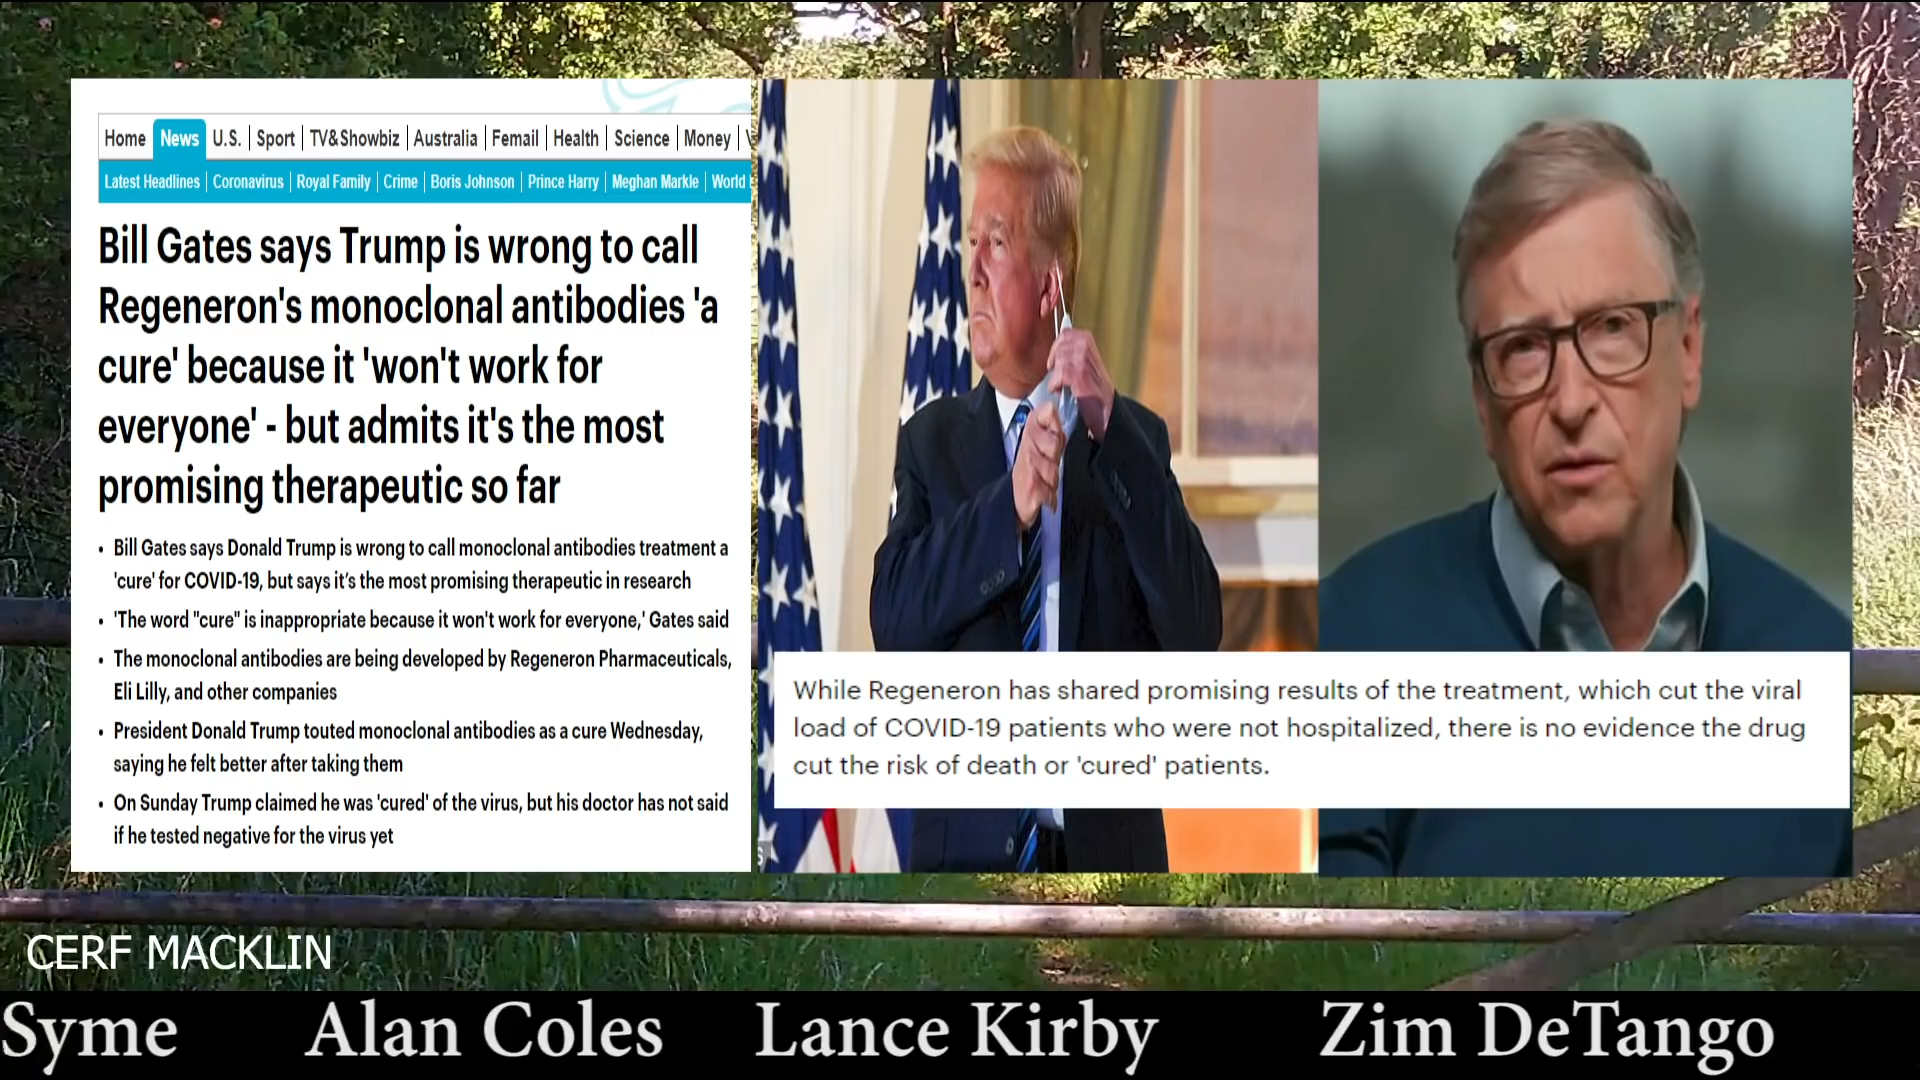 Home News U.S. Sport TV&Showbiz Australia Femail Health Science Money
Latest Headlines Coronavirus Royal Family Crime Boris Johnson Prince Harry Meghan Markle World
Bill Gates says Trump is wrong to call
Regeneron's monoclonal antibodies 'a
cure' because it 'won't work for
everyone' - but admits it's the most
promising therapeutic so far
• Bill Gates says Donald Trump is wrong to call monoclonal antibodies treatment a
'cure' for COVID-19, but says it's the most promising therapeutic in research
• 'The word "cure" is inappropriate because it won't work for everyone,' Gates said
• The monoclonal antibodies are being developed by Regeneron Pharmaceuticals,
Eli Lilly, and other companies
• President Donald Trump touted monoclonal antibodies as a cure Wednesday,
saying he felt better after taking them
• On Sunday Trump claimed he was 'cured' of the virus, but his doctor has not said
if he tested negative for the virus yet
While Regeneron has shared promising results of the treatment, which cut the viral
load of COVID-19 patients who were not hospitalized, there is no evidence the drug
cut the risk of death or 'cured' patients.
CERF MACKLIN
Syme Alan Coles Lance Kirby Zim DeTango